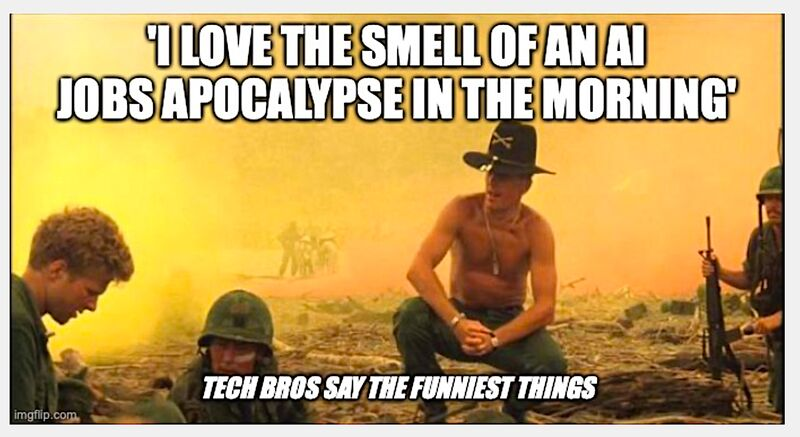 'I LOVE THE SMELL OF AN AI
JOBS APOCALYPSE IN THE MORNING'
TECH BROS SAY THE FUNNIEST THINGS
imgflip.com